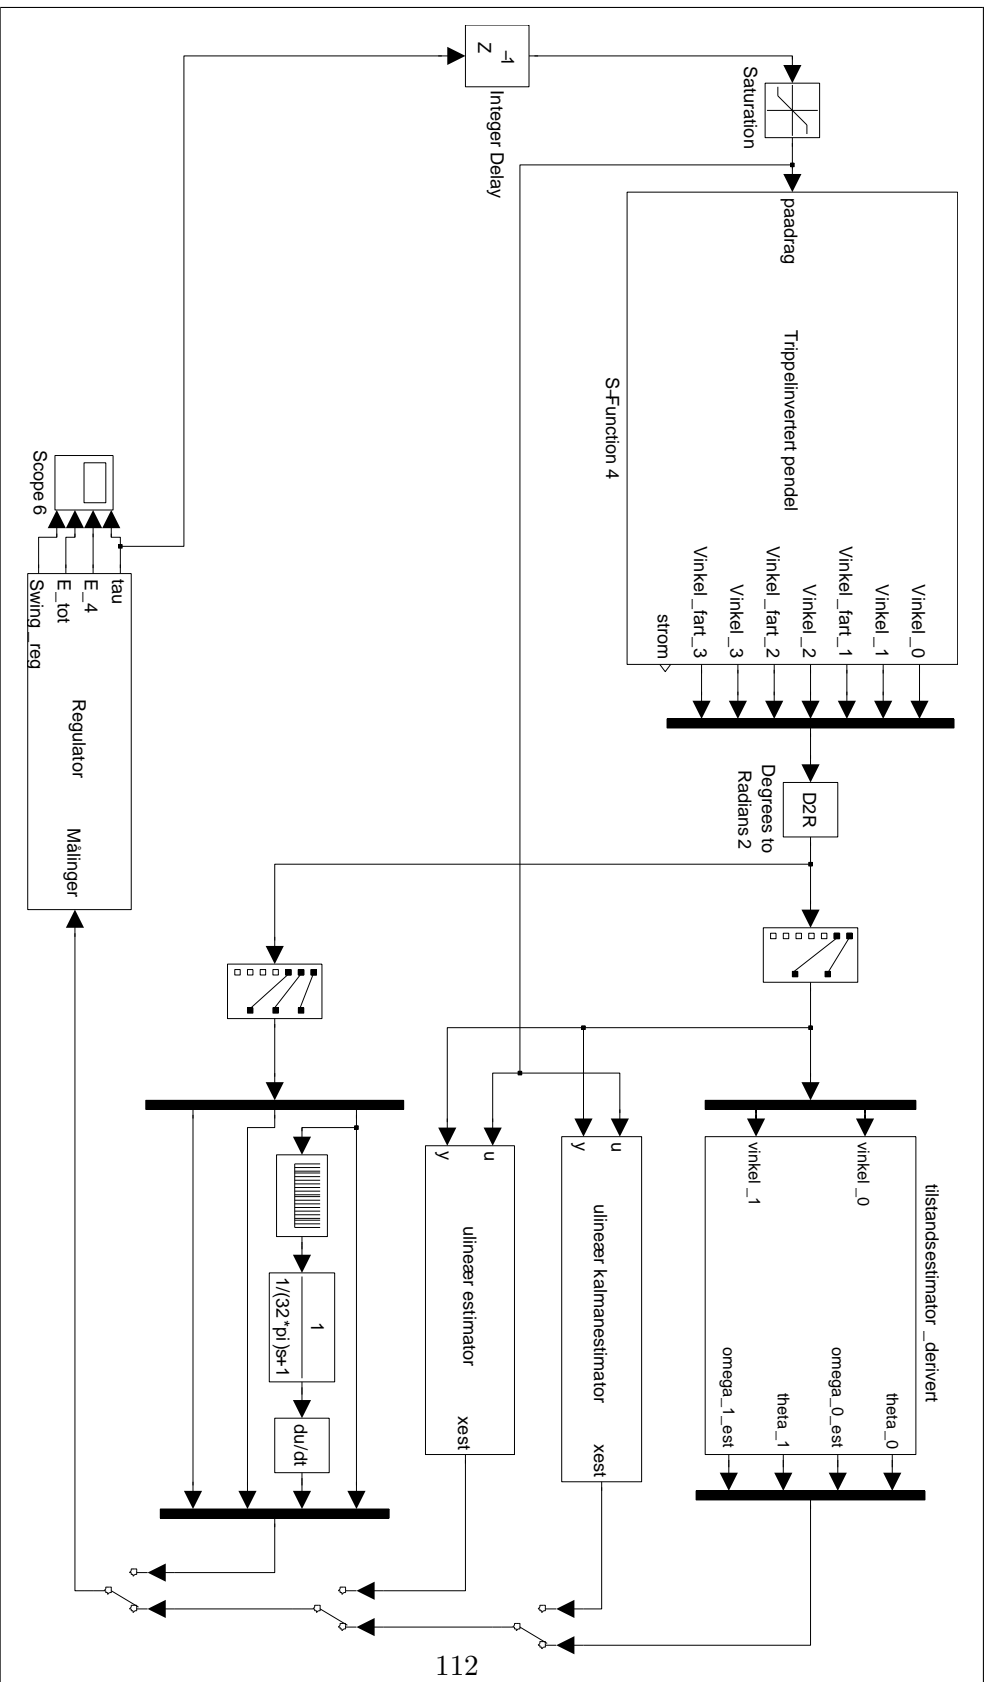 Saturation
-1
Z
Integer Delay
paadrag
Trippelinvertert pendel
S-Function 4
Vinkel_0
Vinkel_1
Vinkel_fart_1
Vinkel_2
Vinkel_fart_2
Vinkel_3
Vinkel_fart_3
strom
D2R
Degrees to
Radians 2
tilstandsestimator_derivert
vinkel_0
vinkel_1
theta_0
omega_0_est
theta_1
omega_1_est
u
y
ulineær kalmanestimator
xest
u
y
ulineær estimator
xest
1
1/(32*pi)s+1
du/dt
Scope 6
tau
E_4
E_tot
Swing_reg
Regulator
Målinger
112